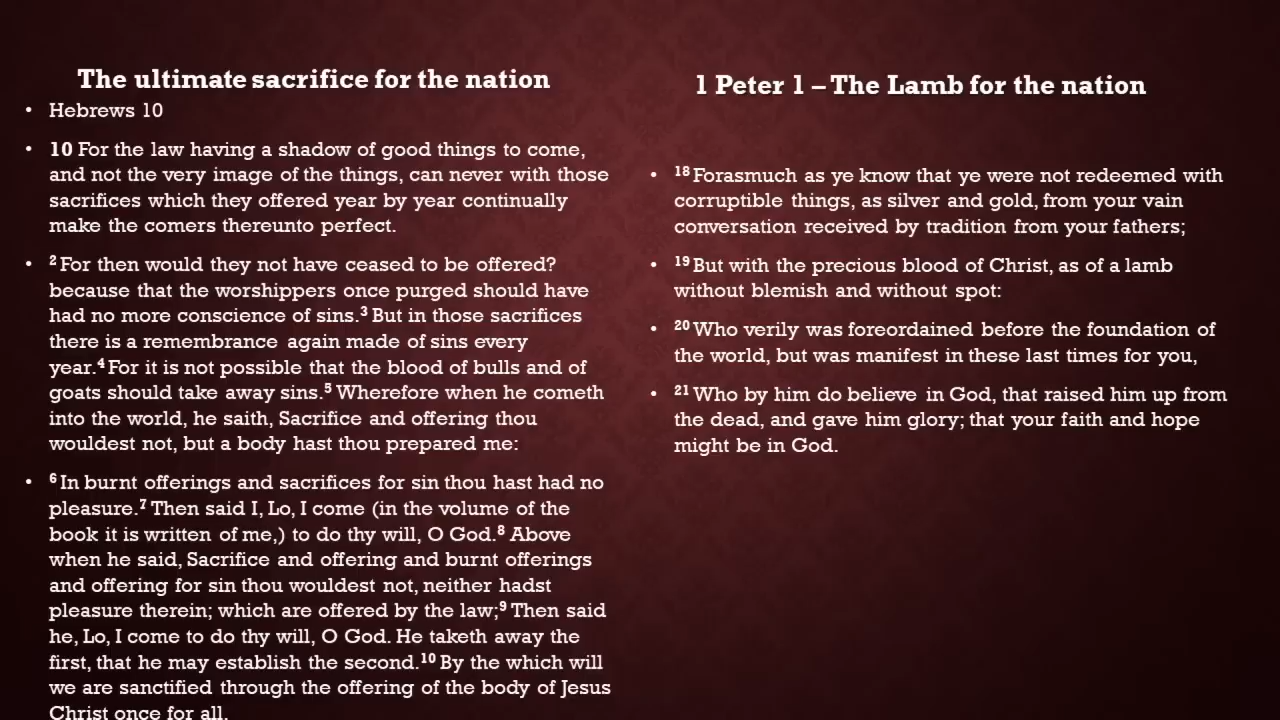 The ultimate sacrifice for the nation
• Hebrews 10
• 10 For the law having a shadow of good things to come,
and not the very image of the things, can never with those
sacrifices which they offered year by year continually
make the comers thereunto perfect.
• 2 For then would they not have ceased to be offered?
because that the worshippers once purged should have
had no more conscience of sins.3 But in those sacrifices
there is a remembrance again made of sins every
year.4 For it is not possible that the blood of bulls and of
goats should take away sins.5 Wherefore when he cometh
into the world, he saith, Sacrifice and offering thou
wouldest not, but a body hast thou prepared me:
• 6 In burnt offerings and sacrifices for sin thou hast had no
pleasure.7 Then said I, Lo, I come (in the volume of the
book it is written of me,) to do thy will, O God.8 Above
when he said, Sacrifice and offering and burnt offerings
and offering for sin thou wouldest not, neither hadst
pleasure therein; which are offered by the law;9 Then said
he, Lo, I come to do thy will, O God. He taketh away the
first, that he may establish the second.10 By the which will
we are sanctified through the offering of the body of Jesus
Christ once for all.
1 Peter 1 – The Lamb for the nation
• 18 Forasmuch as ye know that ye were not redeemed with
corruptible things, as silver and gold, from your vain
conversation received by tradition from your fathers;
• 19 But with the precious blood of Christ, as of a lamb
without blemish and without spot:
• 20 Who verily was foreordained before the foundation of
the world, but was manifest in these last times for you,
• 21 Who by him do believe in God, that raised him up from
the dead, and gave him glory; that your faith and hope
might be in God.